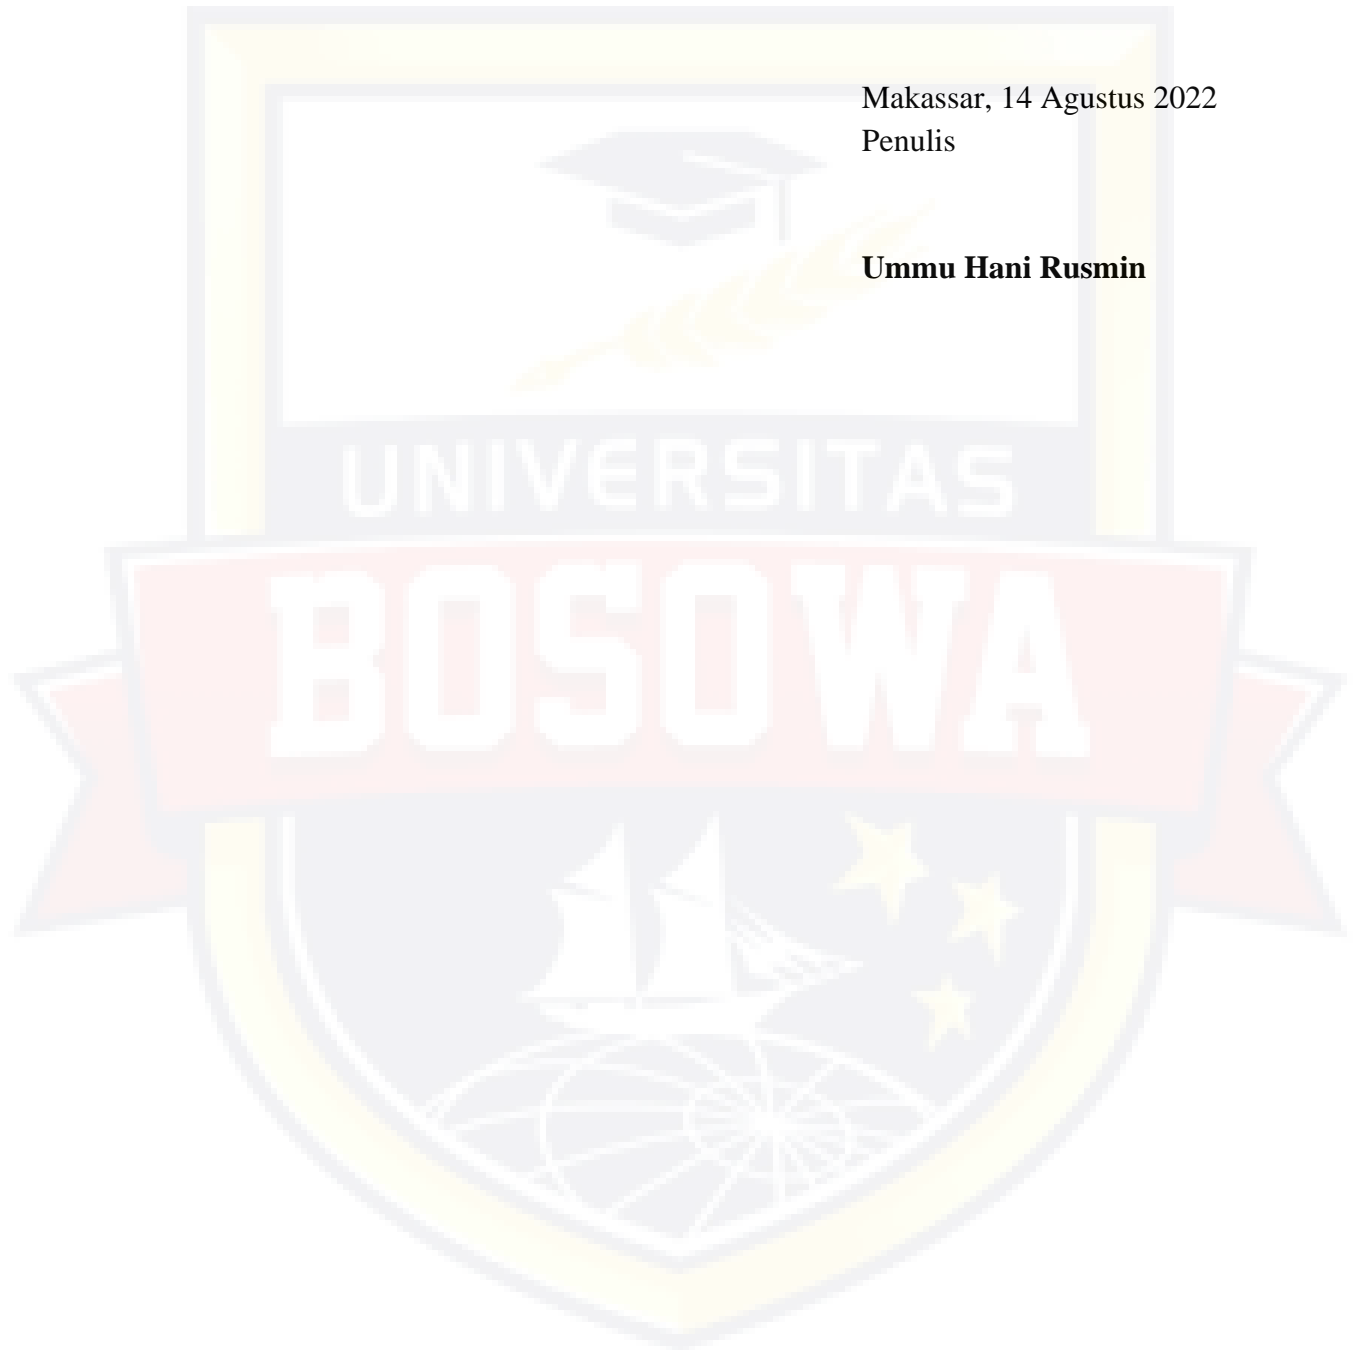 Makassar, 14 Agustus 2022
Penulis
Ummu Hani Rusmin
UNIVERSITAS
BOSOWA